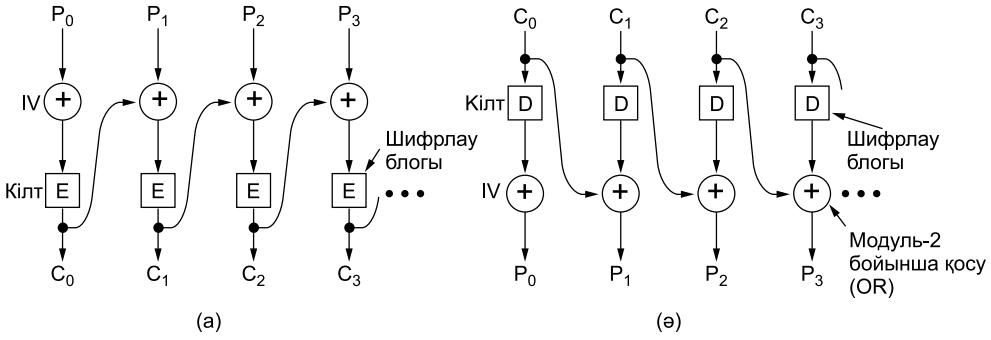 P0 P1 P2 P3
IV + + + +
Шифрлау
блогы
Кілт E E E E
C0 C1 C2 C3
(а)
C0 C1 C2 C3
Кілт D D D D
Шифрлау
блогы
IV + + + +
Модуль-2
бойынша қосу
(OR)
P0 P1 P2 P3
(ә)